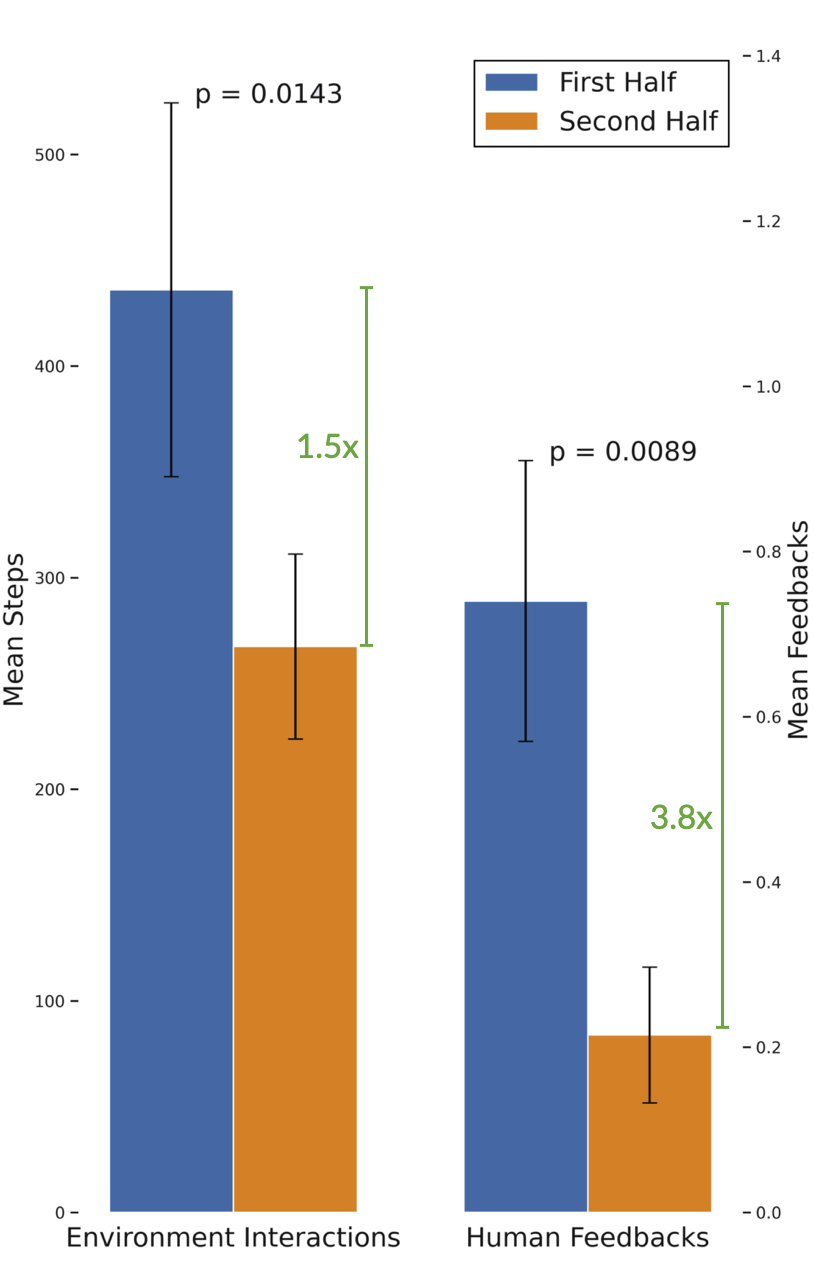 p = 0.0143
First Half
Second Half
1.5x
p = 0.0089
3.8x
Mean Steps
500
400
300
200
100
0
Mean Feedbacks
1.4
1.2
1.0
0.8
0.6
0.4
0.2
0.0
Environment Interactions
Human Feedbacks